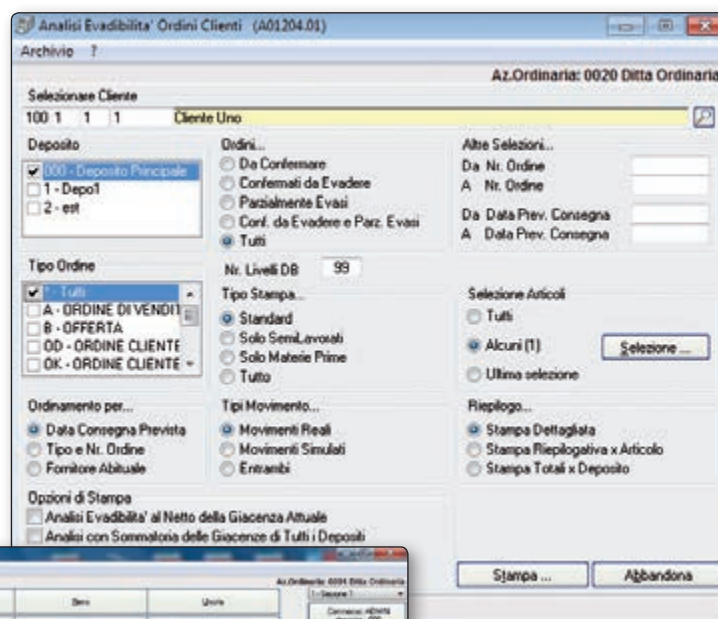 Analisi Evadibilita' Ordini Clienti (A01204.01)
Archivio ?
Az.Ordinaria: 0020 Ditta Ordinaria
Selezionare Cliente
100 1 1 1 Cliente Uno
Deposito
000 - Deposito Principale
1 - Depo1
2 - est
Ordini...
Da Confermare
Confermati da Evadere
Parzialmente Evasi
Conf. da Evadere e Parz. Evasi
Tutti
Altre Selezioni...
Da Nr. Ordine
A Nr. Ordine
Da Data Prev. Consegna
A Data Prev. Consegna
Tipo Ordine
* - Tutti
A - ORDINE DI VENDIT
B - OFFERTA
OD - ORDINE CLIENTE
OK - ORDINE CLIENTE
Nr. Livelli DB 99
Tipo Stampa...
Standard
Solo SemiLavorati
Solo Materie Prime
Tutto
Selezione Articoli
Tutti
Alcuni (1)
Selezione ...
Ultima selezione
Ordinamento per...
Data Consegna Prevista
Tipo e Nr. Ordine
Fornitore Abituale
Tipi Movimento...
Movimenti Reali
Movimenti Simulati
Entrambi
Riepilogo...
Stampa Dettagliata
Stampa Riepilogativa x Articolo
Stampa Totali x Deposito
Opzioni di Stampa
Analisi Evadibilita' al Netto della Giacenza Attuale
Analisi con Sommatoria delle Giacenze di Tutti i Depositi
Stampa ...
Abbandona
Az.Ordinaria: 0001 Ditta Ordinaria